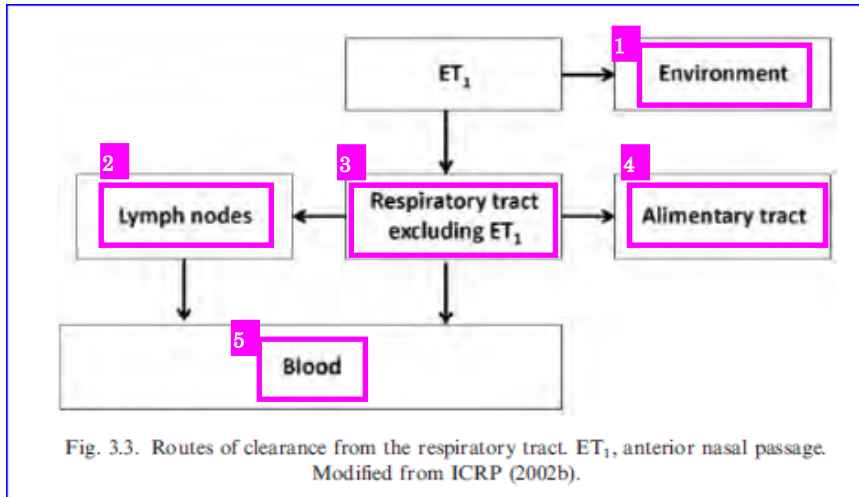 1
ET₁
Environment
2
3
4
Lymph nodes
Respiratory tract
excluding ET₁
Alimentary tract
5
Blood
Fig. 3.3. Routes of clearance from the respiratory tract. ET₁, anterior nasal passage.
Modified from ICRP (2002b).